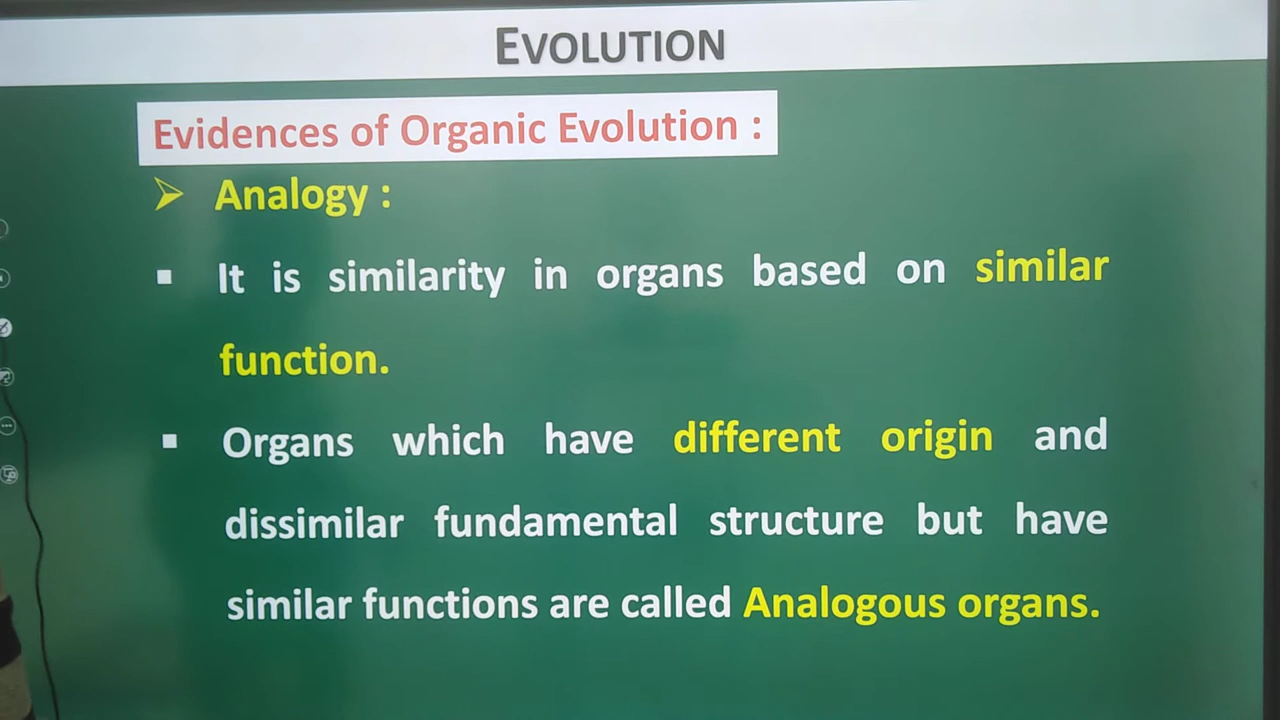 EVOLUTION
Evidences of Organic Evolution :
➢ Analogy :
▪ It is similarity in organs based on similar
function.
▪ Organs which have different origin and
dissimilar fundamental structure but have
similar functions are called Analogous organs.